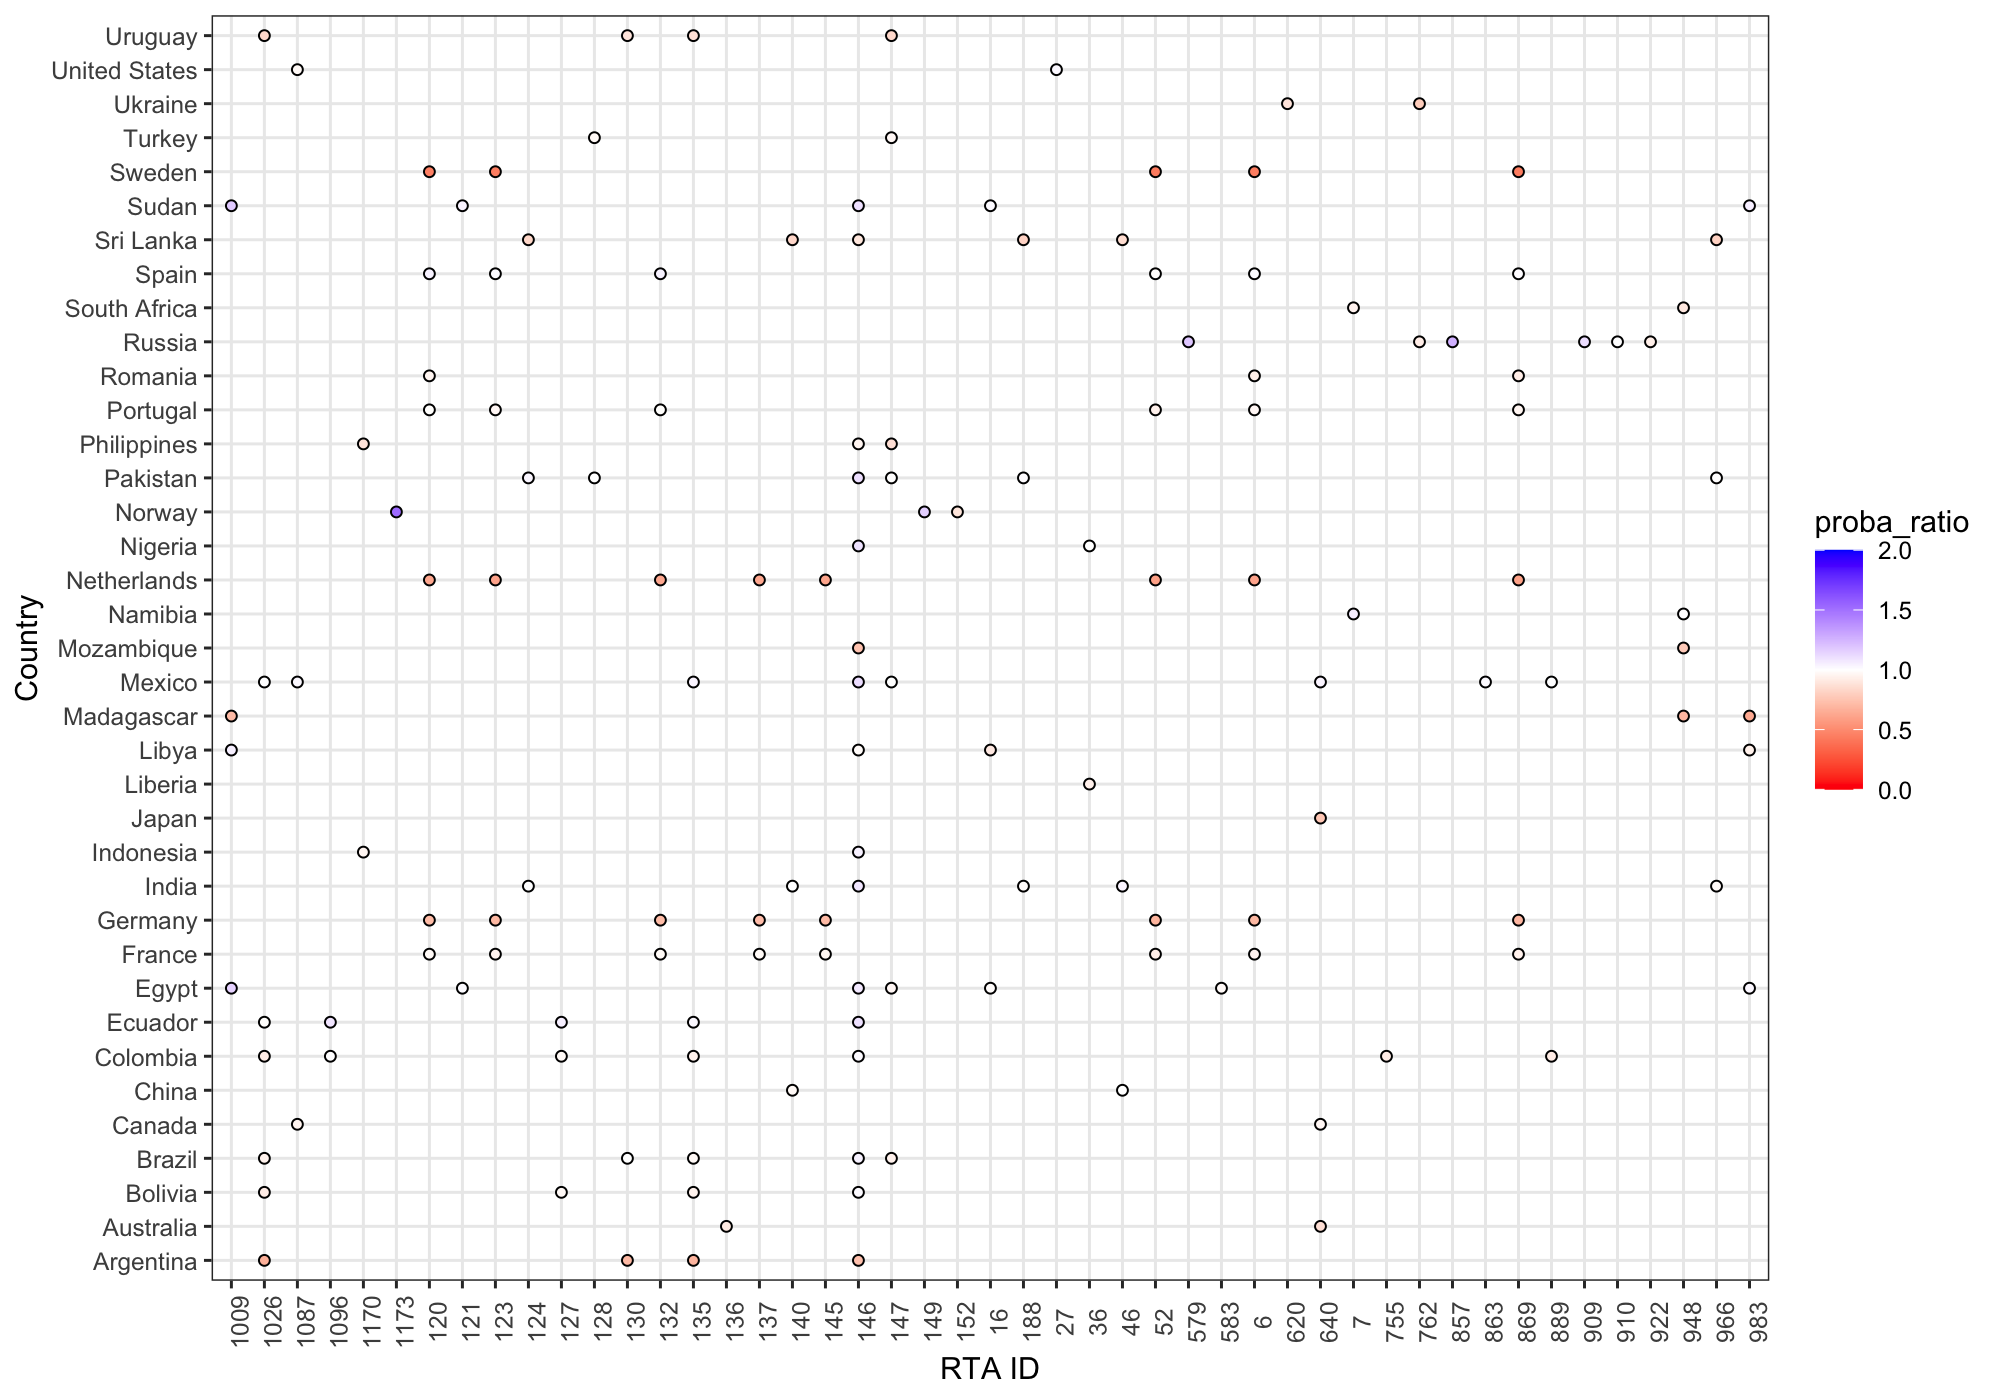 Uruguay
United States
Ukraine
Turkey
Sweden
Sudan
Sri Lanka
Spain
South Africa
Russia
Romania
Portugal
Philippines
Pakistan
Norway
Nigeria
Netherlands
Namibia
Mozambique
Mexico
Madagascar
Libya
Liberia
Japan
Indonesia
India
Germany
France
Egypt
Ecuador
Colombia
China
Canada
Brazil
Bolivia
Australia
Argentina
Country
1009 1026 1087 1096 1170 1173 120 121 123 124 127 128 130 132 135 136 137 140 145 146 147 149 152 16 188 27 36 46 52 579 583 6 620 640 7 755 762 857 863 869 889 909 910 922 948 966 983
RTA ID
proba_ratio
2.0
1.5
1.0
0.5
0.0